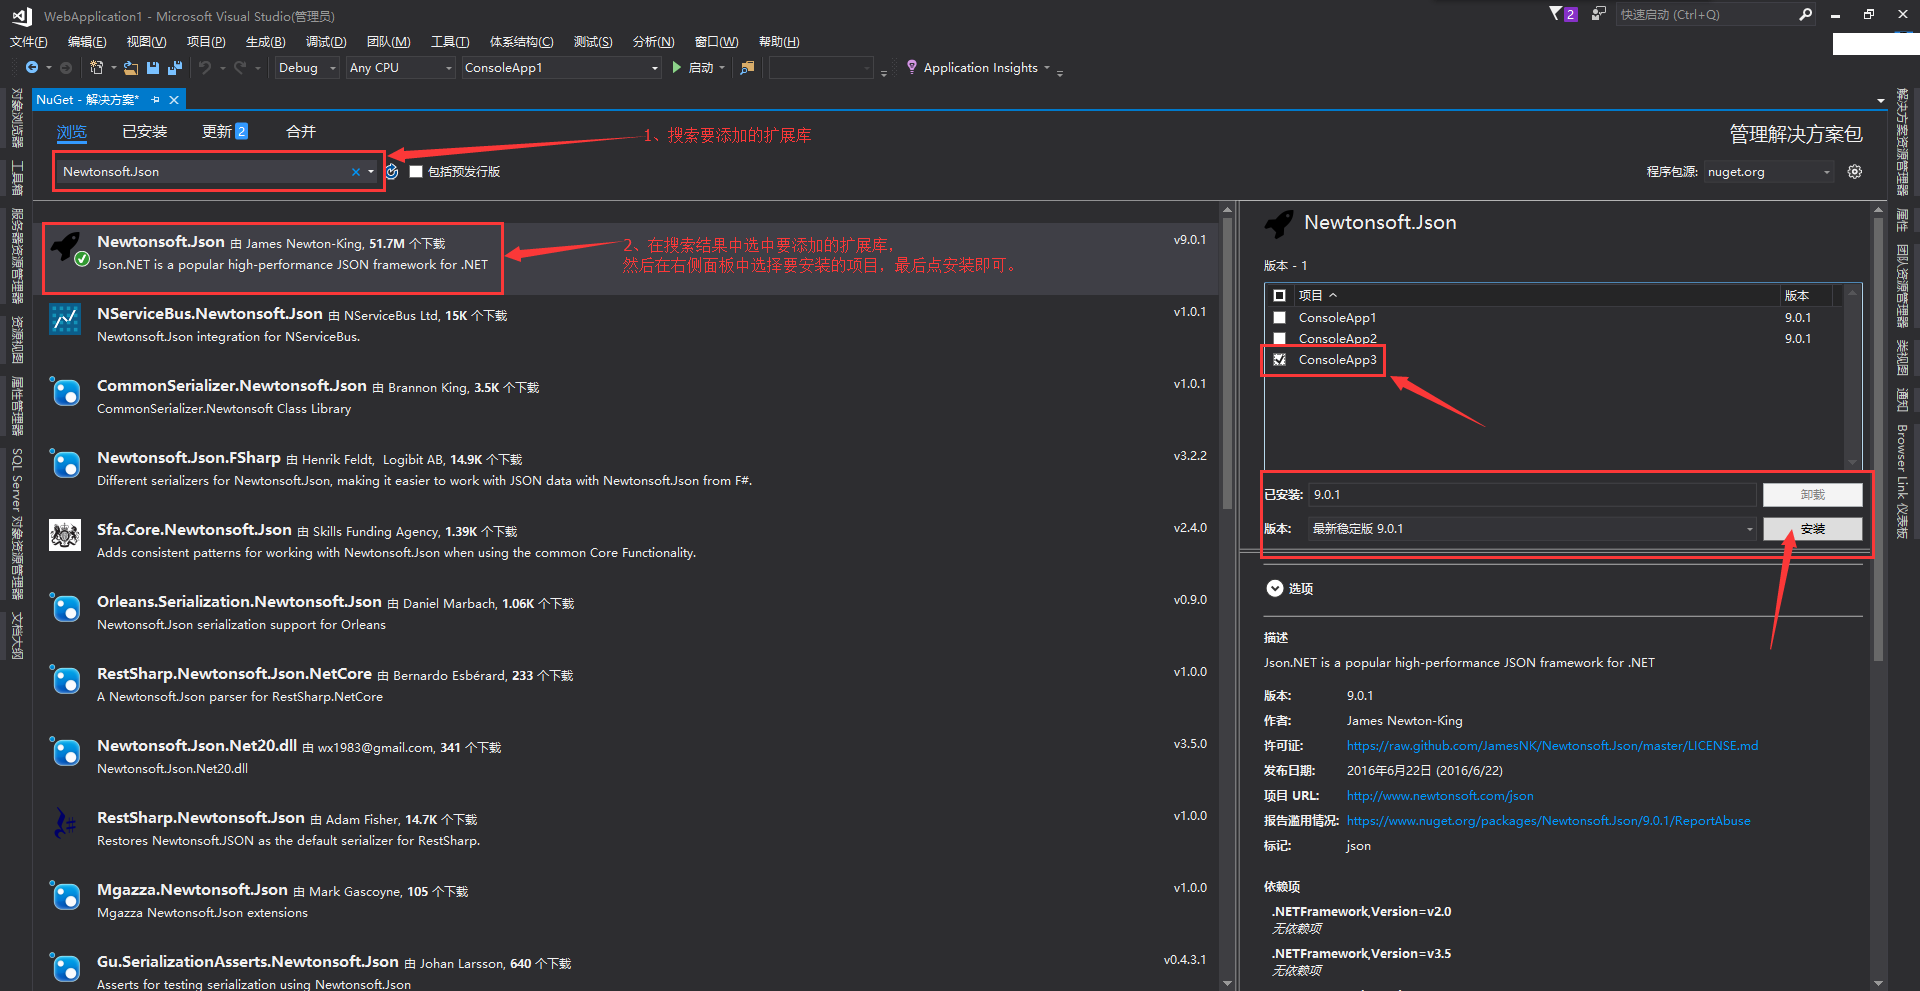 WebApplication1 - Microsoft Visual Studio(管理员)
2
快速启动 (Ctrl+Q)
文件(F) 编辑(E) 视图(V) 项目(P) 生成(B) 调试(D) 团队(M) 工具(T) 体系结构(C) 测试(S) 分析(N) 窗口(W) 帮助(H)
Debug Any CPU ConsoleApp1 启动 Application Insights
NuGet - 解决方案*
对象浏览器
工具箱
服务器资源管理器
资源视图
属性管理器
SQL Server 对象资源管理器
文档大纲
浏览 已安装 更新 2 合并
1、搜索要添加的扩展库
管理解决方案包
Newtonsoft.Json
包括预发行版
程序包源: nuget.org
Newtonsoft.Json 由 James Newton-King, 51.7M 个下载 v9.0.1
Json.NET is a popular high-performance JSON framework for .NET
2、在搜索结果中选中要添加的扩展库,
然后在右侧面板中选择要安装的项目，最后点安装即可。
NServiceBus.Newtonsoft.Json 由 NServiceBus Ltd, 15K 个下载 v1.0.1
Newtonsoft.Json integration for NServiceBus.
CommonSerializer.Newtonsoft.Json 由 Brannon King, 3.5K 个下载 v1.0.1
CommonSerializer.Newtonsoft Class Library
Newtonsoft.Json.FSharp 由 Henrik Feldt, Logibit AB, 14.9K 个下载 v3.2.2
Different serializers for Newtonsoft.Json, making it easier to work with JSON data with Newtonsoft.Json from F#.
Sfa.Core.Newtonsoft.Json 由 Skills Funding Agency, 1.39K 个下载 v2.4.0
Adds consistent patterns for working with Newtonsoft.Json when using the common Core Functionality.
Orleans.Serialization.Newtonsoft.Json 由 Daniel Marbach, 1.06K 个下载 v0.9.0
Newtonsoft.Json serialization support for Orleans
RestSharp.Newtonsoft.Json.NetCore 由 Bernardo Esbérard, 233 个下载 v1.0.0
A Newtonsoft.Json parser for RestSharp.NetCore
Newtonsoft.Json.Net20.dll 由 wx1983@gmail.com, 341 个下载 v3.5.0
Newtonsoft.Json.Net20.dll
RestSharp.Newtonsoft.Json 由 Adam Fisher, 14.7K 个下载 v1.0.0
Restores Newtonsoft.JSON as the default serializer for RestSharp.
Mgazza.Newtonsoft.Json 由 Mark Gascoyne, 105 个下载 v1.0.0
Mgazza Newtonsoft.Json extensions
Gu.SerializationAsserts.Newtonsoft.Json 由 Johan Larsson, 640 个下载 v0.4.3.1
Asserts for testing serialization using Newtonsoft.Json
Newtonsoft.Json
版本 - 1
项目 版本
ConsoleApp1 9.0.1
ConsoleApp2 9.0.1
ConsoleApp3
已安装: 9.0.1 卸载
版本: 最新稳定版 9.0.1 安装
选项
描述
Json.NET is a popular high-performance JSON framework for .NET
版本: 9.0.1
作者: James Newton-King
许可证: https://raw.github.com/JamesNK/Newtonsoft.Json/master/LICENSE.md
发布日期: 2016年6月22日 (2016/6/22)
项目 URL: http://www.newtonsoft.com/json
报告滥用情况: https://www.nuget.org/packages/Newtonsoft.Json/9.0.1/ReportAbuse
标记: json
依赖项
.NETFramework,Version=v2.0
无依赖项
.NETFramework,Version=v3.5
无依赖项
解决方案资源管理器
属性
团队资源管理器
类视图
通知
Browser Link 仪表板